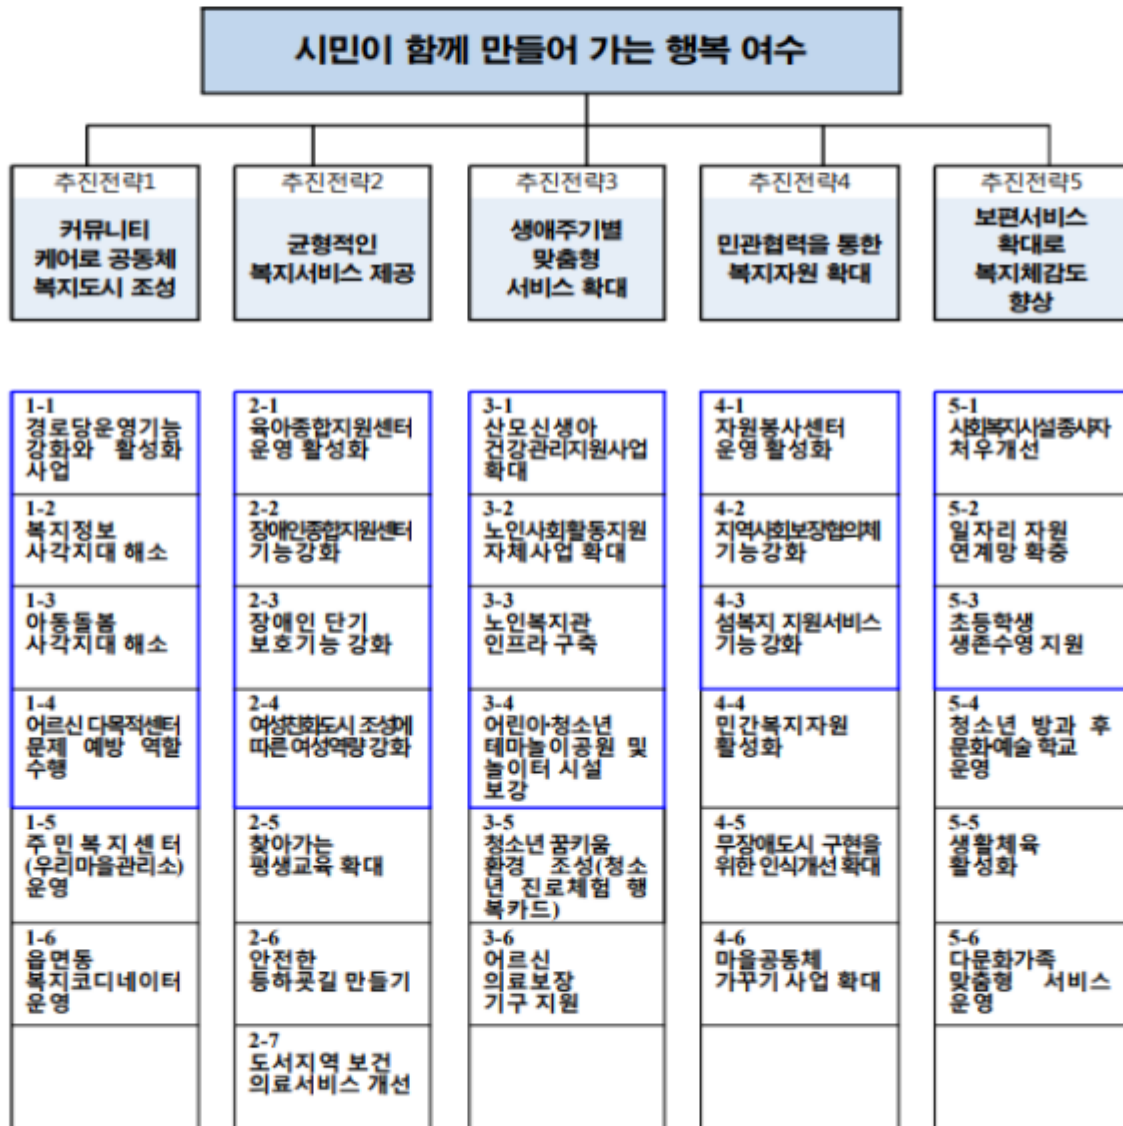 시민이 함께 만들어 가는 행복 여수
추진전략1
커뮤니티
케어로 공동체
복지도시 조성
추진전략2
균형적인
복지서비스 제공
추진전략3
생애주기별
맞춤형
서비스 확대
추진전략4
민관협력을 통한
복지자원 확대
추진전략5
보편서비스
확대로
복지체감도
향상
1-1
경로당운영기능
강화와 활성화
사업
1-2
복지정보
사각지대 해소
1-3
아동돌봄
사각지대 해소
1-4
어르신 다목적센터
문제 예방 역할
수행
1-5
주민복지센터
(우리마을관리소)
운영
1-6
읍면동
복지코디네이터
운영
2-1
육아종합지원센터
운영 활성화
2-2
장애인종합지원센터
기능강화
2-3
장애인 단기
보호기능 강화
2-4
여성친화도시 조성에
따른 여성역량 강화
2-5
찾아가는
평생교육 확대
2-6
안전한
등하굣길 만들기
2-7
도서지역 보건
의료서비스 개선
3-1
산모신생아
건강관리지원사업
확대
3-2
노인사회활동지원
자체사업 확대
3-3
노인복지관
인프라 구축
3-4
어린아·청소년
테마놀이공원 및
놀이터 시설
보강
3-5
청소년 꿈키움
환경 조성(청소
년 진로체험 행
복카드)
3-6
어르신
의료보장
기구 지원
4-1
자원봉사센터
운영 활성화
4-2
지역사회보장협의체
기능강화
4-3
섬복지 지원서비스
기능 강화
4-4
민간복지자원
활성화
4-5
무장애도시 구현을
위한 인식개선 확대
4-6
마을공동체
가꾸기 사업 확대
5-1
사회복지시설종사자
처우개선
5-2
일자리 자원
연계망 확충
5-3
초등학생
생존수영 지원
5-4
청소년 방과 후
문화·예술 학교
운영
5-5
생활체육
활성화
5-6
다문화가족
맞춤형 서비스
운영